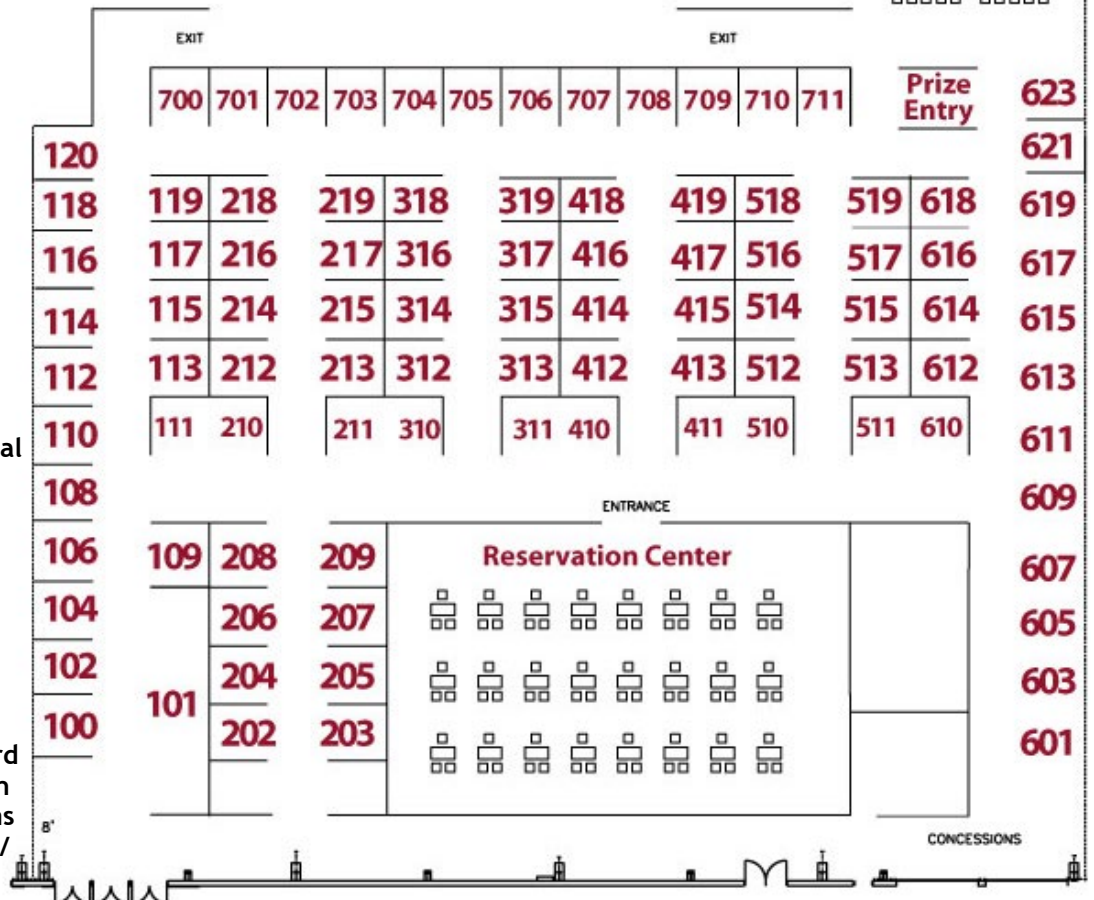 EXIT EXIT
700 701 702 703 704 705 706 707 708 709 710 711
Prize
Entry
623
120
621
118 119 218 219 318 319 418 419 518 519 618 619
116 117 216 217 316 317 416 417 516 517 616 617
114 115 214 215 314 315 414 415 514 515 614 615
112 113 212 213 312 313 412 413 512 513 612 613
110 111 210 211 310 311 410 411 510 511 610 611
al
108
609
ENTRANCE
106 109 208 209 Reservation Center 607
104 206 207 605
102 204 205 603
101
100 202 203 601
rd
n
ns
/
8'
CONCESSIONS